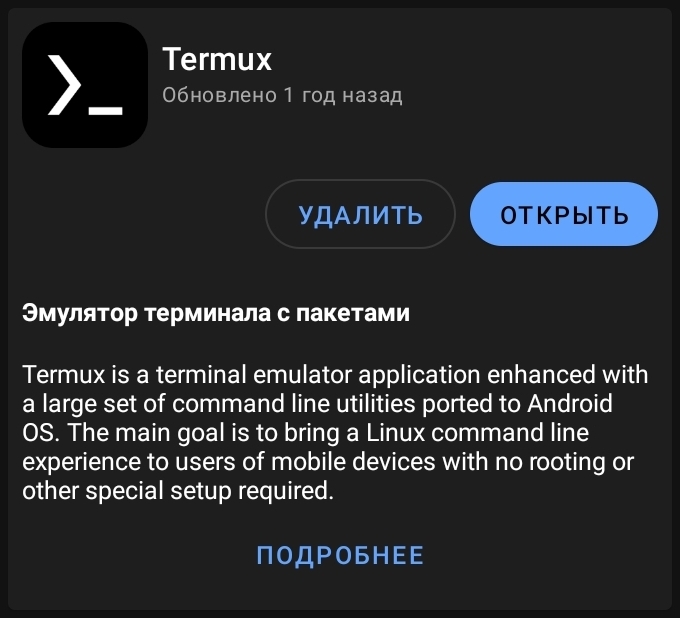 Termux
Обновлено 1 год назад
УДАЛИТЬ
ОТКРЫТЬ
Эмулятор терминала с пакетами
Termux is a terminal emulator application enhanced with
a large set of command line utilities ported to Android
OS. The main goal is to bring a Linux command line
experience to users of mobile devices with no rooting or
other special setup required.
ПОДРОБНЕЕ